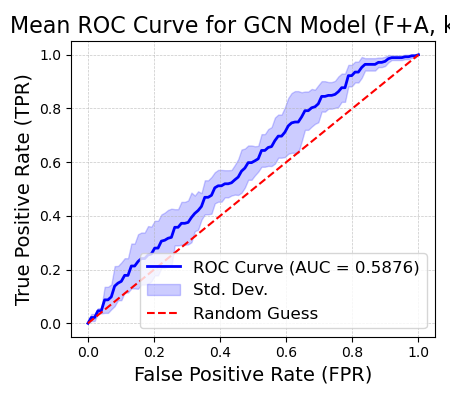 Mean ROC Curve for GCN Model (F+A, k
True Positive Rate (TPR)
1.0
0.8
0.6
0.4
0.2
0.0
ROC Curve (AUC = 0.5876)
Std. Dev.
Random Guess
0.0 0.2 0.4 0.6 0.8 1.0
False Positive Rate (FPR)